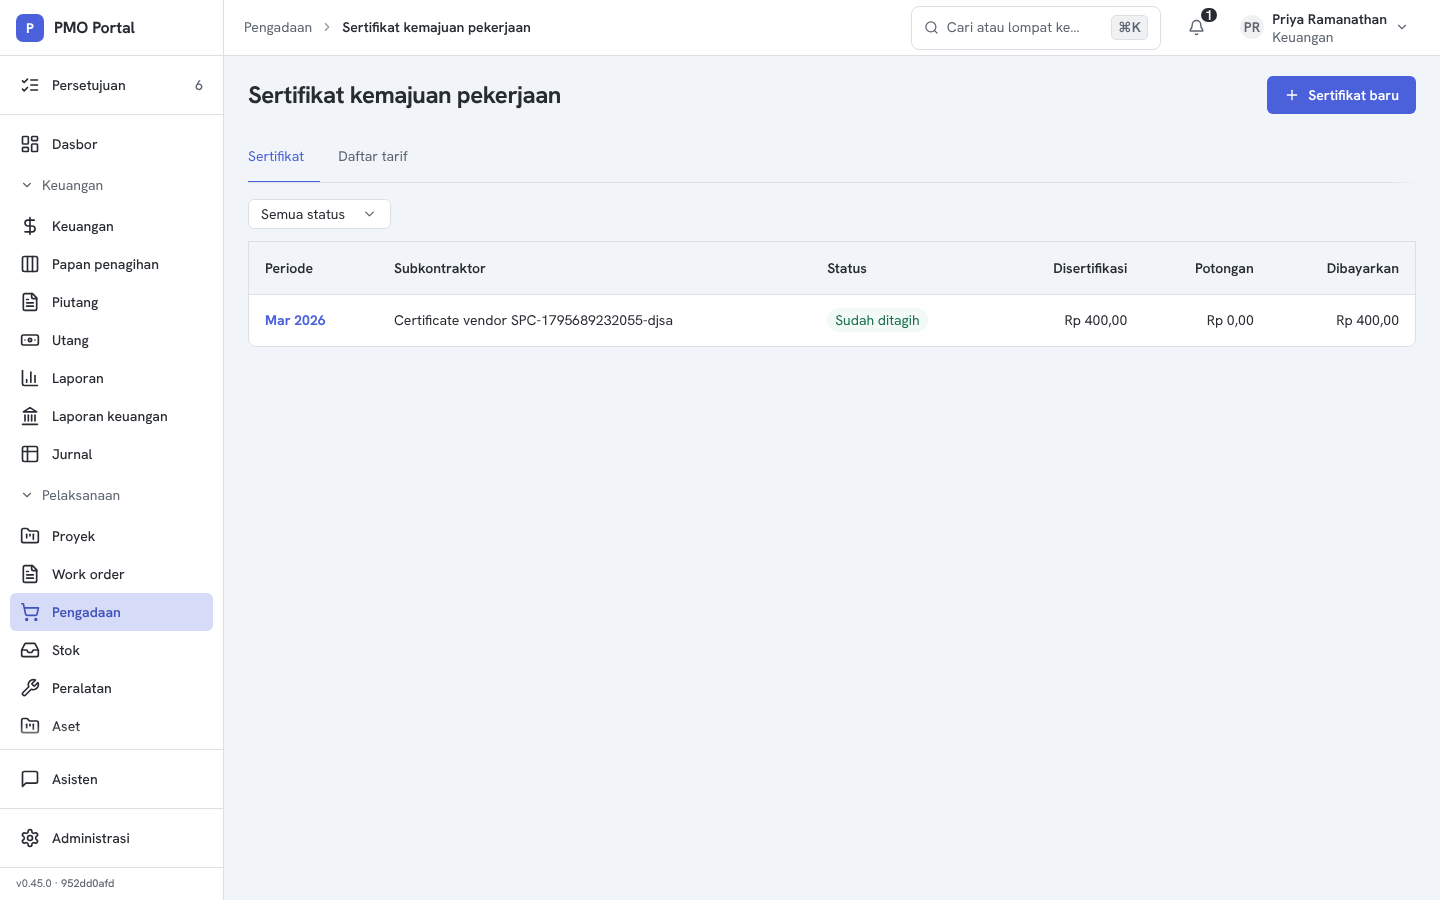 P PMO Portal
Pengadaan > Sertifikat kemajuan pekerjaan
Cari atau lompat ke... ⌘K
1
PR
Priya Ramanathan
Keuangan
Persetujuan 6
Dasbor
Keuangan
Keuangan
Papan penagihan
Piutang
Utang
Laporan
Laporan keuangan
Jurnal
Pelaksanaan
Proyek
Work order
Pengadaan
Stok
Peralatan
Aset
Asisten
Administrasi
v0.45.0 · 952dd0afd
Sertifikat kemajuan pekerjaan
+ Sertifikat baru
Sertifikat Daftar tarif
Semua status
Periode Subkontraktor Status Disertifikasi Potongan Dibayarkan
Mar 2026 Certificate vendor SPC-1795689232055-djsa Sudah ditagih Rp 400,00 Rp 0,00 Rp 400,00